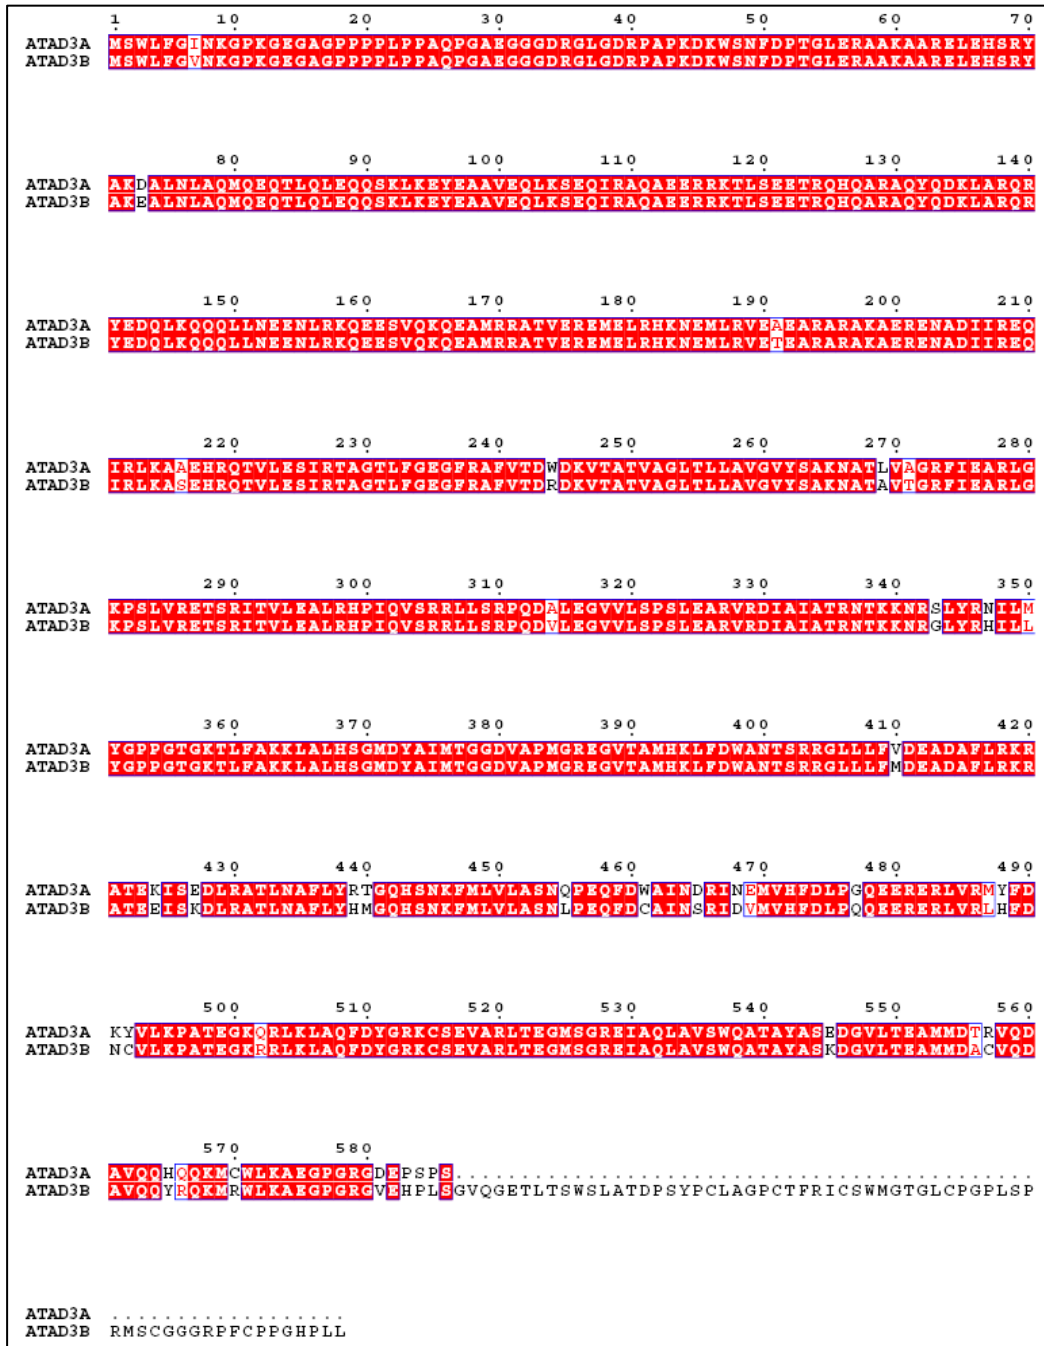 1 10 20 30 40 50 60 70
ATAD3A MSWLFGINKGPKGEGAGPPPPLPPAQPGAEGGGDRGLGDRPAPKDKWSNFDPTGLERAAKAARELEHSRY
ATAD3B MSWLFGVNKGPKGEGAGPPPPLPPAQPGAEGGGDRGLGDRPAPKDKWSNFDPTGLERAAKAARELEHSRY
80 90 100 110 120 130 140
ATAD3A AKDALNLAQMQEQTLQLEQQSKLKEYEAAVEQLKSEQIRAQAEERRKTLSEETRQHQARAQYQDKLARQR
ATAD3B AKEALNLAQMQEQTLQLEQQSKLKEYEAAVEQLKSEQIRAQAEERRKTLSEETRQHQARAQYQDKLARQR
150 160 170 180 190 200 210
ATAD3A YEDQLKQQQLLNEENLRKQEESVQKQEAMRRATVEREMELRHKNEMLRVEAEARARAKAERENADIIREQ
ATAD3B YEDQLKQQQLLNEENLRKQEESVQKQEAMRRATVEREMELRHKNEMLRVETEARARAKAERENADIIREQ
220 230 240 250 260 270 280
ATAD3A IRLKAAEHRQTVLESIRTAGTLFGEGFRAFVTDWDKVTATVAGLTLLAVGVYSAKNATLVAGRFIEARLG
ATAD3B IRLKASEHRQTVLESIRTAGTLFGEGFRAFVTDRDKVTATVAGLTLLAVGVYSAKNATAVTGRFIEARLG
290 300 310 320 330 340 350
ATAD3A KPSLVRETSRITVLEALRHPIQVSRRLLSRPQDALEGVVLSPSLEARVRDIAIATRNTKKNRSLYRNILM
ATAD3B KPSLVRETSRITVLEALRHPIQVSRRLLSRPQDVLEGVVLSPSLEARVRDIAIATRNTKKNRGLYRHILL
360 370 380 390 400 410 420
ATAD3A YGPPGTGKTLFAKKLALHSGMDYAIMTGGDVAPMGREGVTAMHKLFDWANTSRRGLLLFVDEADAFLRKR
ATAD3B YGPPGTGKTLFAKKLALHSGMDYAIMTGGDVAPMGREGVTAMHKLFDWANTSRRGLLLFMDEADAFLRKR
430 440 450 460 470 480 490
ATAD3A ATEKISEDLRATLNAFLYRTGQHSNKFMLVLASNQPEQFDWAINDRINEMVHFDLPGQEERERLVRMYFD
ATAD3B ATEEISKDLRATLNAFLYHMGQHSNKFMLVLASNLPEQFDCAINSRIDVMVHFDLPQQEERERLVRLHFD
500 510 520 530 540 550 560
ATAD3A KYVLKPATEGKQRLKLAQFDYGRKCSEVARLTEGMSGREIAQLAVSWQATAYASEDGVLTEAMMDTRVQD
ATAD3B NCVLKPATEGKRRLKLAQFDYGRKCSEVARLTEGMSGREIAQLAVSWQATAYASKDGVLTEAMMDACVQD
570 580
ATAD3A AVQQHQQKMCWLKAEGPGRGDEPSPS............................................
ATAD3B AVQQYRQKMRWLKAEGPGRGVEHPLSGVQGETLTSWSLATDPSYPCLAGPCTFRICSWMGTGLCPGPLSP
ATAD3A ..................
ATAD3B RMSCGGGRPFCPPGHPLL